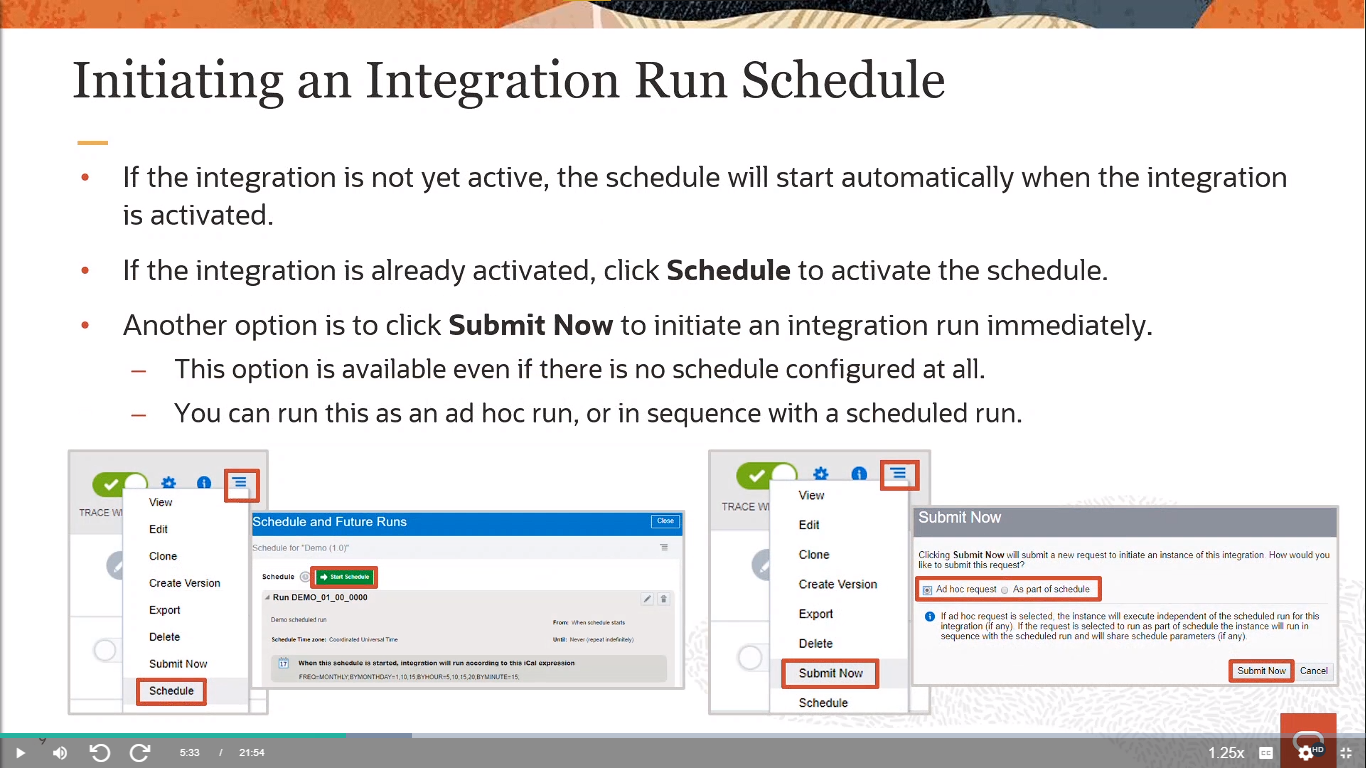 Initiating an Integration Run Schedule
• If the integration is not yet active, the schedule will start automatically when the integration
is activated.
• If the integration is already activated, click Schedule to activate the schedule.
• Another option is to click Submit Now to initiate an integration run immediately.
– This option is available even if there is no schedule configured at all.
– You can run this as an ad hoc run, or in sequence with a scheduled run.
TRACE W
View
Edit
Clone
Create Version
Export
Delete
Submit Now
Schedule
Schedule and Future Runs
Close
Schedule for "Demo (1.0)"
Schedule
Start Schedule
Run DEMO_01_00_0000
Demo scheduled run
From: When schedule starts
Schedule Time zone: Coordinated Universal Time
Until: Never (repeat indefinitely)
17
When this schedule is started, integration will run according to this iCal expression
FREQ=MONTHLY;BYMONTHDAY=1,10,15;BYHOUR=5,10,15,20;BYMINUTE=15;
TRACE W
View
Edit
Clone
Create Version
Export
Delete
Submit Now
Schedule
Submit Now
Clicking Submit Now will submit a new request to initiate an instance of this integration. How would you
like to submit this request?
Ad hoc request
As part of schedule
If ad hoc request is selected, the instance will execute independent of the scheduled run for this
integration (if any). If the request is selected to run as part of schedule the instance will run in
sequence with the scheduled run and will share schedule parameters (if any).
Submit Now
Cancel
9
5:33 / 21:54
1.25x
CC
HD